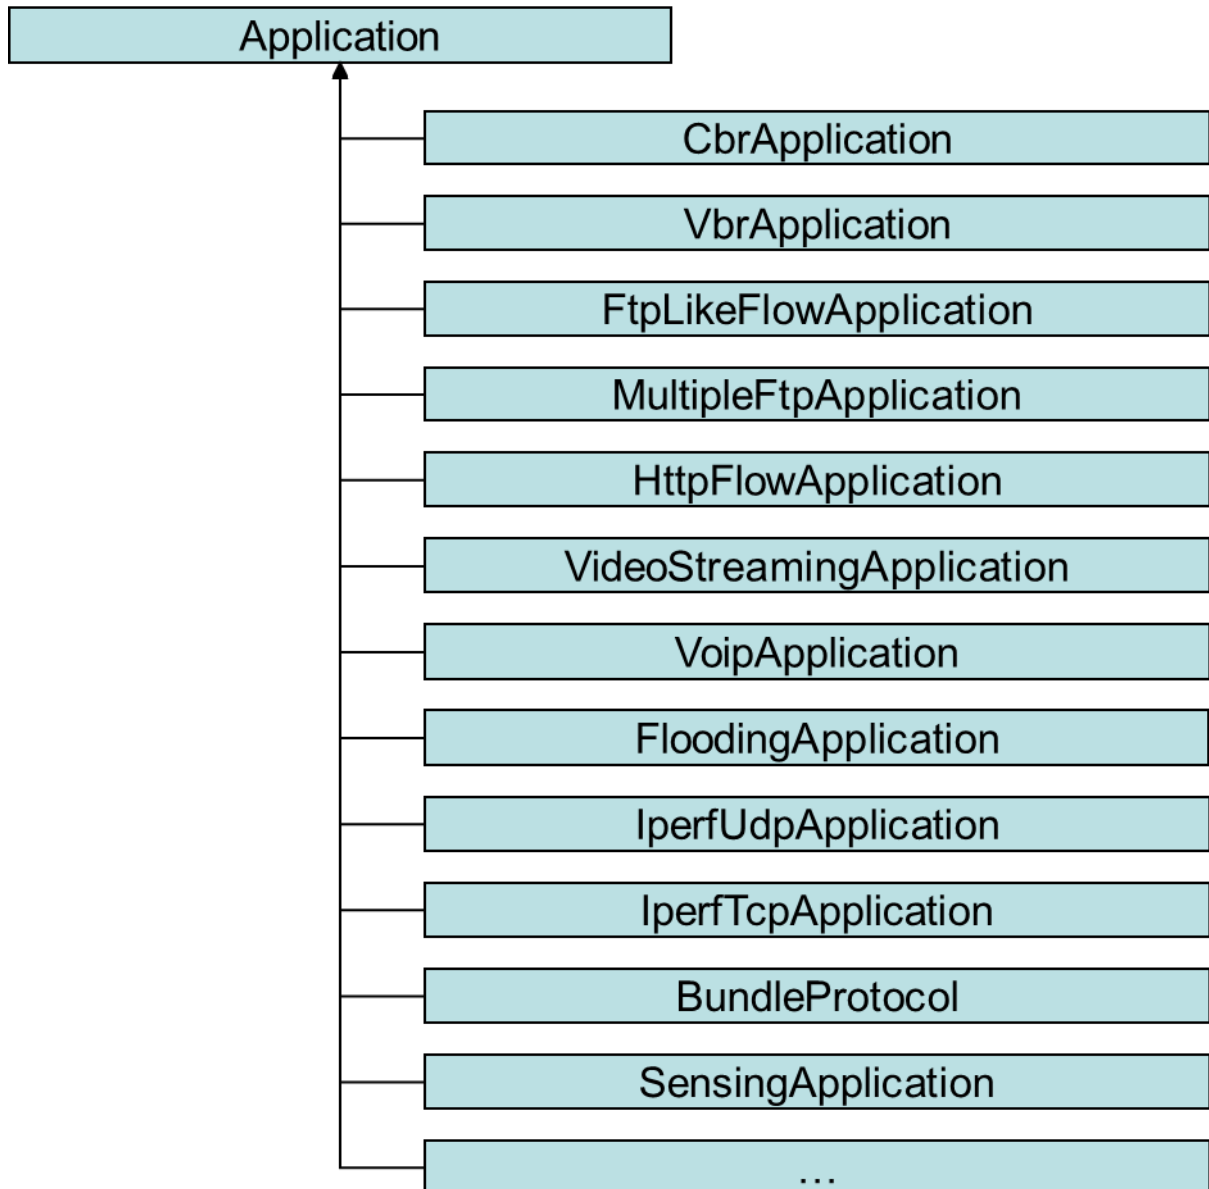 Application
CbrApplication
VbrApplication
FtpLikeFlowApplication
MultipleFtpApplication
HttpFlowApplication
VideoStreamingApplication
VoipApplication
FloodingApplication
IperfUdpApplication
IperfTcpApplication
BundleProtocol
SensingApplication
...